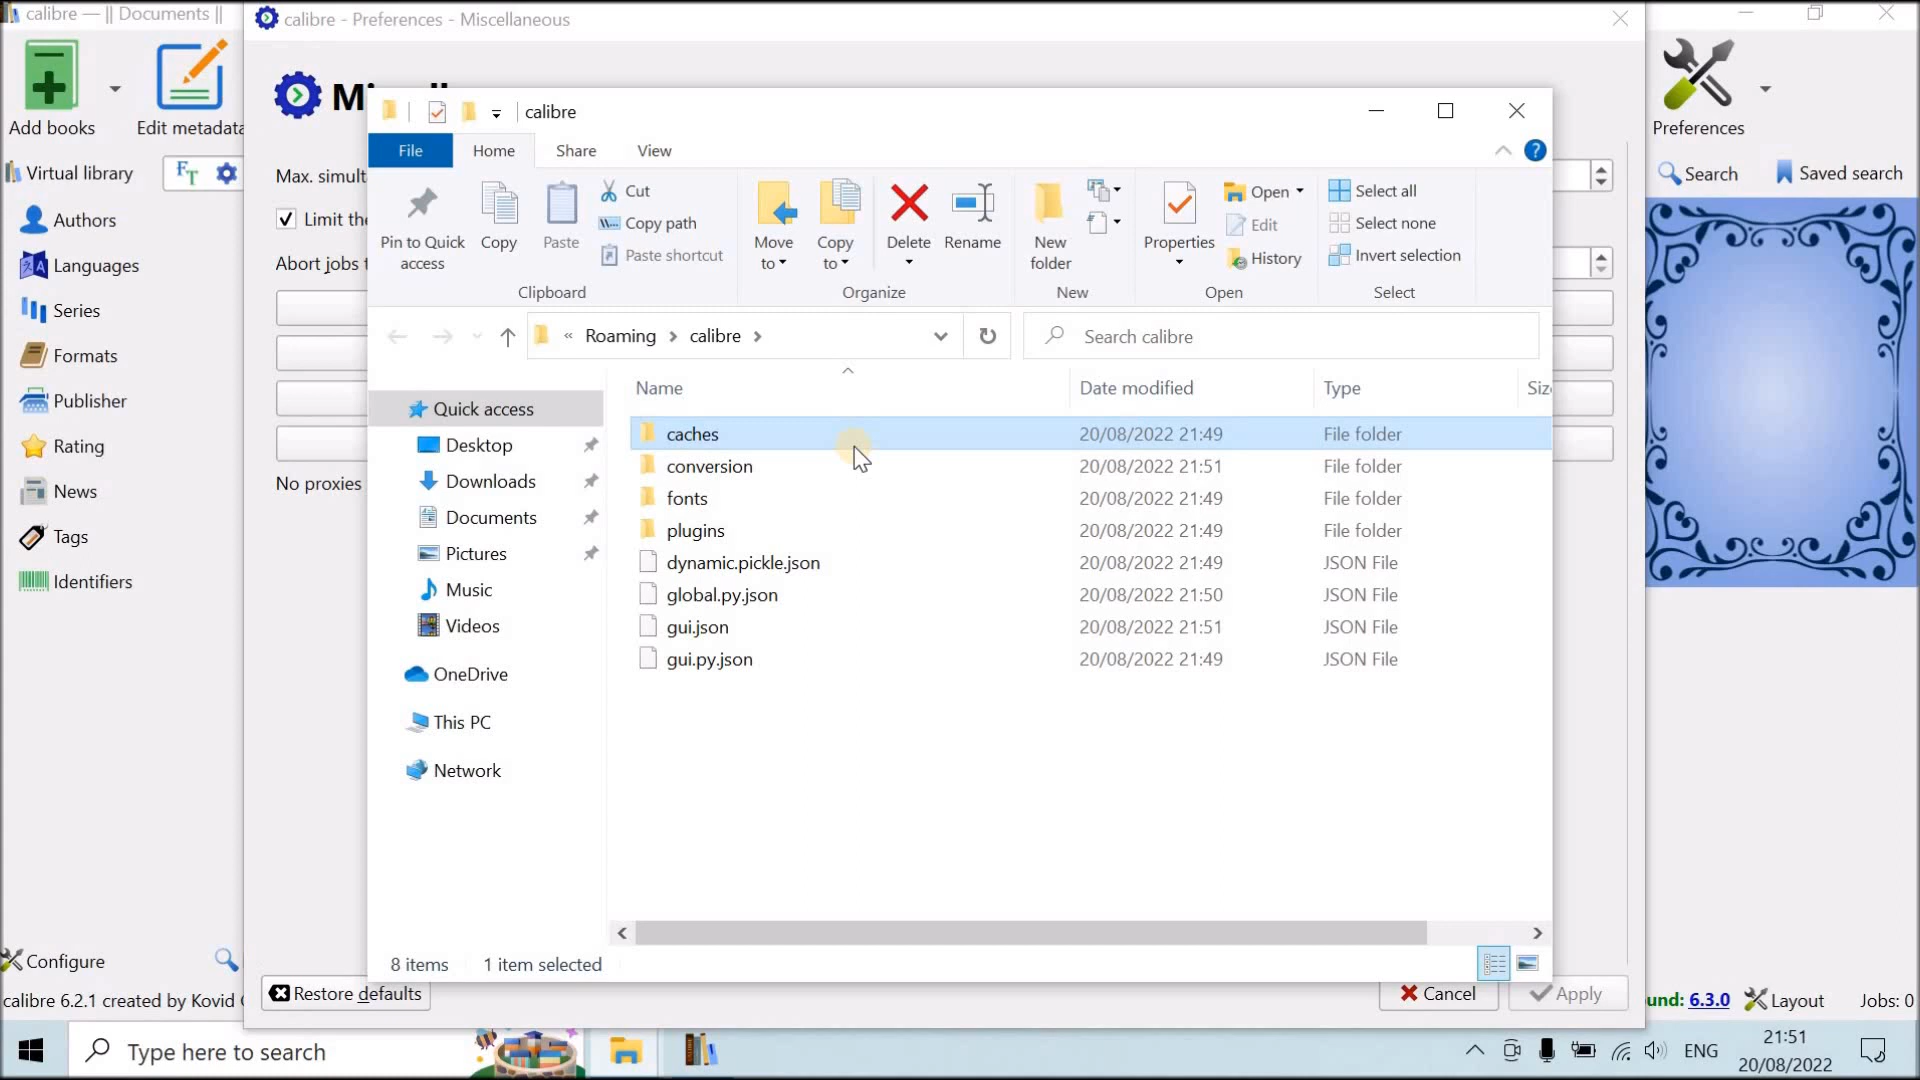 calibre — || Documents ||
calibre - Preferences - Miscellaneous
Add books
Edit metadata
Preferences
calibre
File
Home
Share
View
Virtual library
Search
Saved search
Max. simult
Limit the
Abort jobs t
No proxies
Pin to Quick access
Copy
Paste
Cut
Copy path
Paste shortcut
Clipboard
Move to
Copy to
Delete
Rename
Organize
New folder
New
Properties
Open
Edit
History
Open
Select all
Select none
Invert selection
Select
Authors
Languages
Series
Formats
Publisher
Rating
News
Tags
Identifiers
« Roaming > calibre >
Search calibre
Name
Date modified
Type
Siz
Quick access
Desktop
Downloads
Documents
Pictures
Music
Videos
OneDrive
This PC
Network
caches 20/08/2022 21:49 File folder
conversion 20/08/2022 21:51 File folder
fonts 20/08/2022 21:49 File folder
plugins 20/08/2022 21:49 File folder
dynamic.pickle.json 20/08/2022 21:49 JSON File
global.py.json 20/08/2022 21:50 JSON File
gui.json 20/08/2022 21:51 JSON File
gui.py.json 20/08/2022 21:49 JSON File
8 items
1 item selected
Configure
Restore defaults
Cancel
Apply
calibre 6.2.1 created by Kovid
und: 6.3.0
Layout
Jobs: 0
Type here to search
ENG
21:51
20/08/2022